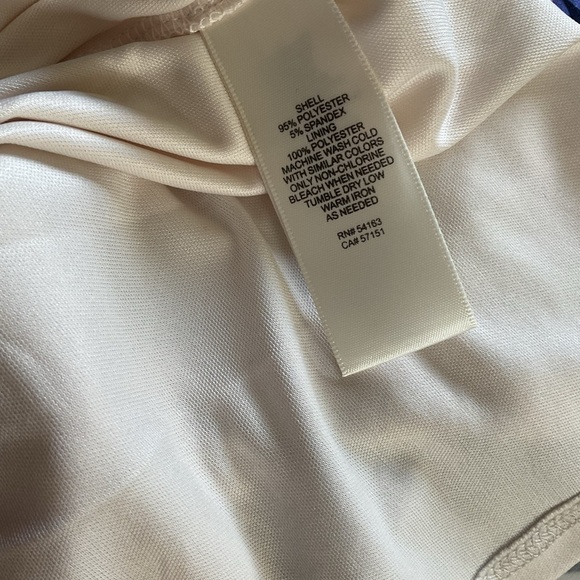 SHELL
95% POLYESTER
5% SPANDEX
LINING
100% POLYESTER
MACHINE WASH COLD
WITH SIMILAR COLORS
ONLY NON-CHLORINE
BLEACH WHEN NEEDED
TUMBLE DRY LOW
WARM IRON
AS NEEDED
RN# 54163
CA# 57151